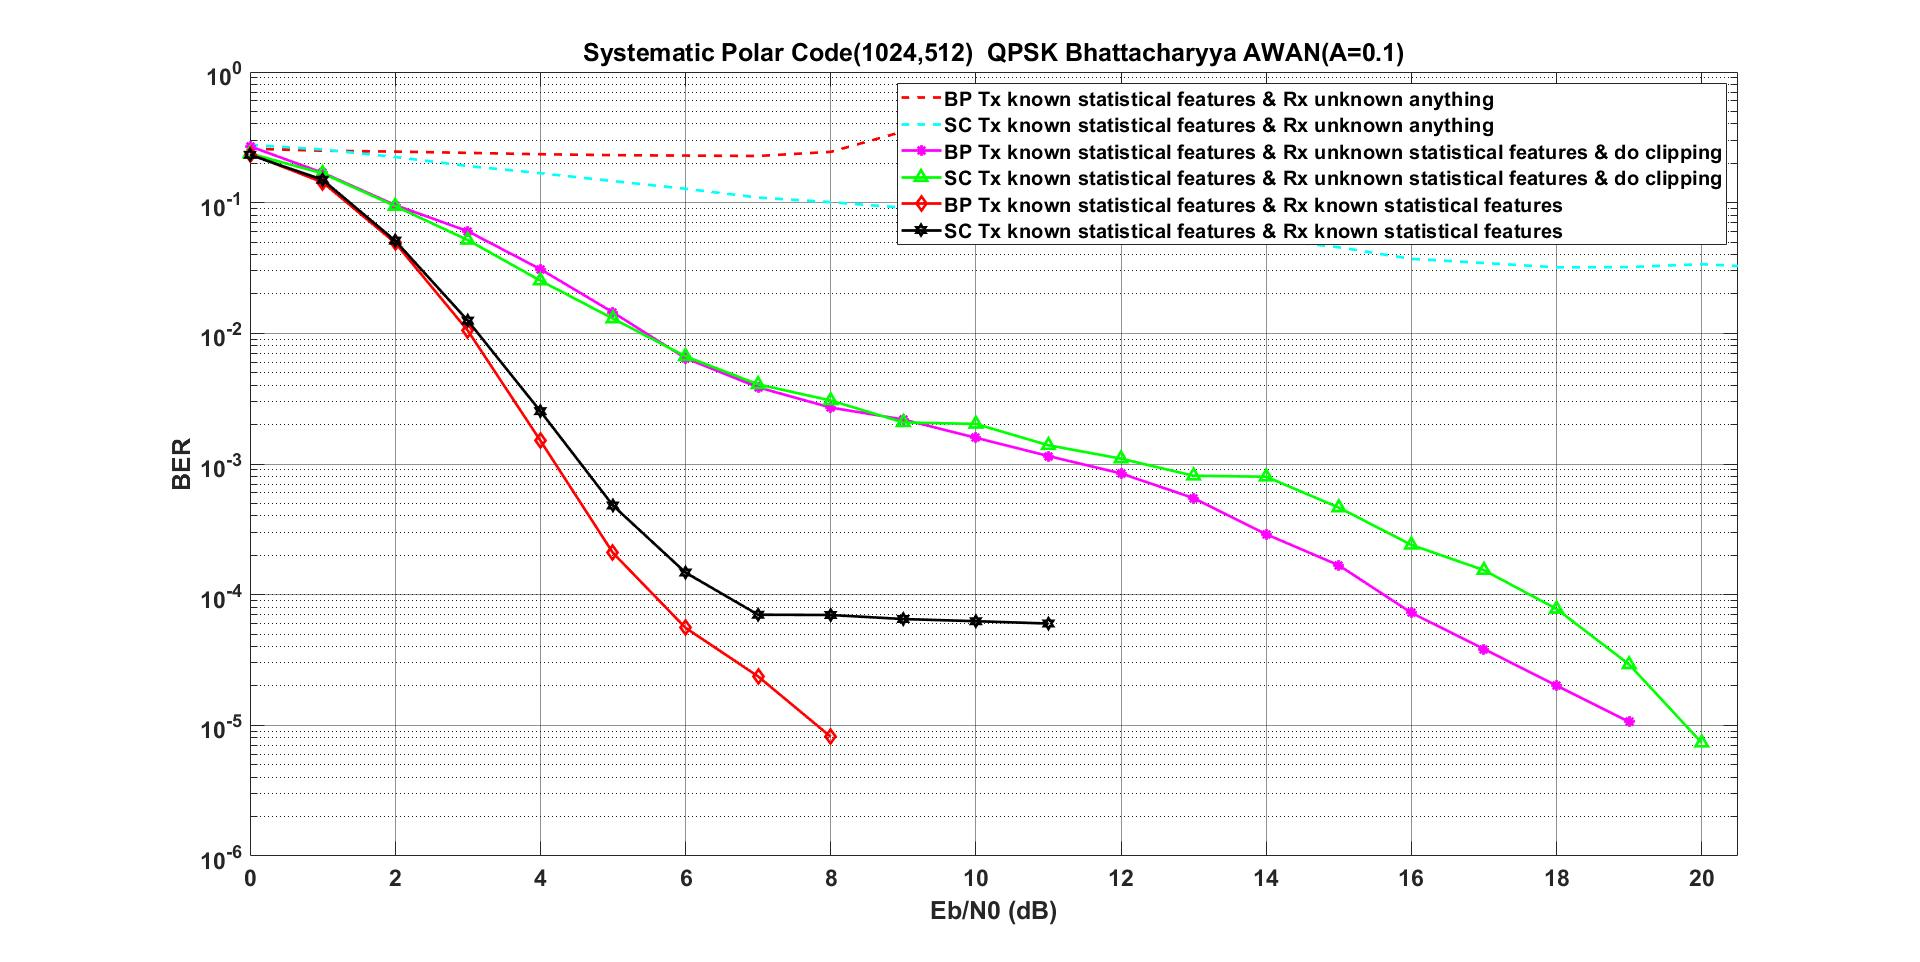 Systematic Polar Code(1024,512)  QPSK Bhattacharyya AWAN(A=0.1)
BP Tx known statistical features & Rx unknown anything
SC Tx known statistical features & Rx unknown anything
BP Tx known statistical features & Rx unknown statistical features & do clipping
SC Tx known statistical features & Rx unknown statistical features & do clipping
BP Tx known statistical features & Rx known statistical features
SC Tx known statistical features & Rx known statistical features
10^0
10^-1
10^-2
10^-3
10^-4
10^-5
10^-6
BER
0 2 4 6 8 10 12 14 16 18 20
Eb/N0 (dB)